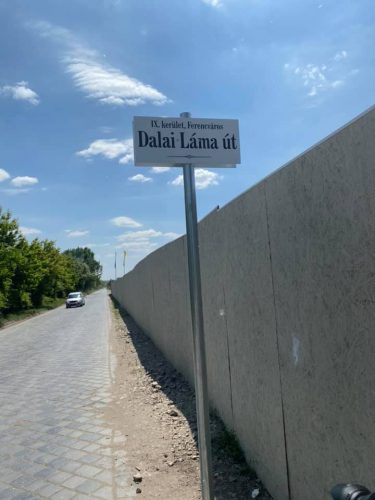 IX. kerület, Ferencváros
Dalai Láma út